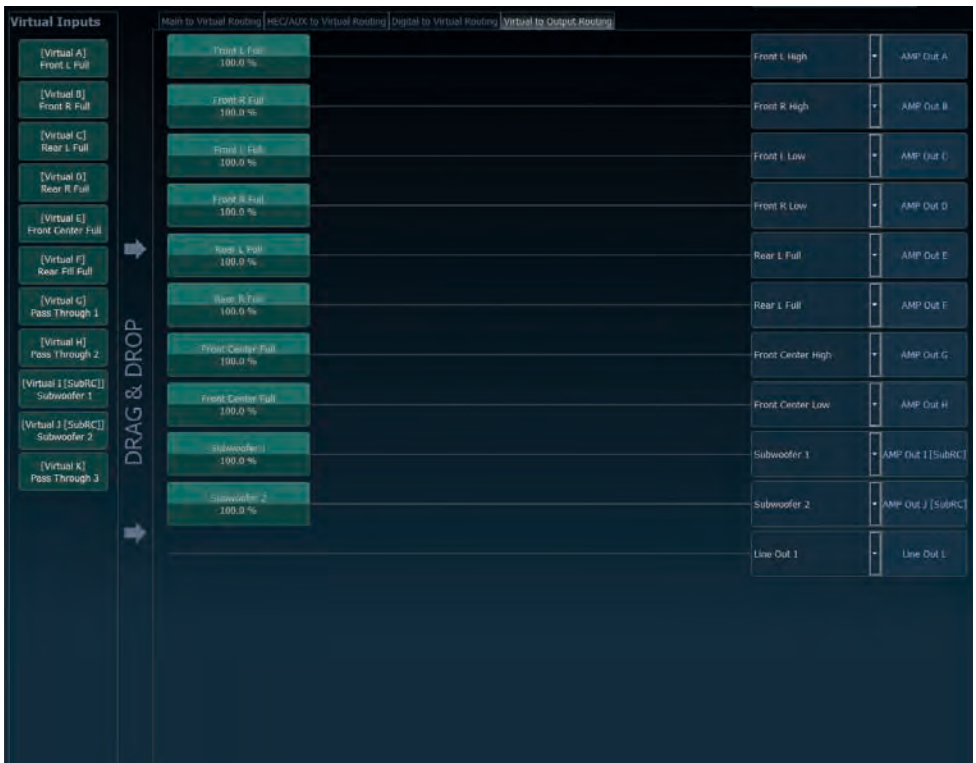 Virtual Inputs
[Virtual A]
Front L Full
[Virtual B]
Front R Full
[Virtual C]
Rear L Full
[Virtual D]
Rear R Full
[Virtual E]
Front Center Full
[Virtual F]
Rear Fill Full
[Virtual G]
Pass Through 1
[Virtual H]
Pass Through 2
[Virtual I [SubRC]]
Subwoofer 1
[Virtual J [SubRC]]
Subwoofer 2
[Virtual K]
Pass Through 3
DRAG & DROP
Main to Virtual Routing HEC/AUX to Virtual Routing Digital to Virtual Routing Virtual to Output Routing
Front L Full
100.0 %
Front L High AMP Out A
Front R Full
100.0 %
Front R High AMP Out B
Front L Full
100.0 %
Front L Low AMP Out C
Front R Full
100.0 %
Front R Low AMP Out D
Rear L Full
100.0 %
Rear L Full AMP Out E
Rear R Full
100.0 %
Rear L Full AMP Out F
Front Center Full
100.0 %
Front Center High AMP Out G
Front Center Full
100.0 %
Front Center Low AMP Out H
Subwoofer 1
100.0 %
Subwoofer 1 AMP Out I [SubRC]
Subwoofer 2
100.0 %
Subwoofer 2 AMP Out J [SubRC]
Line Out 1 Line Out L